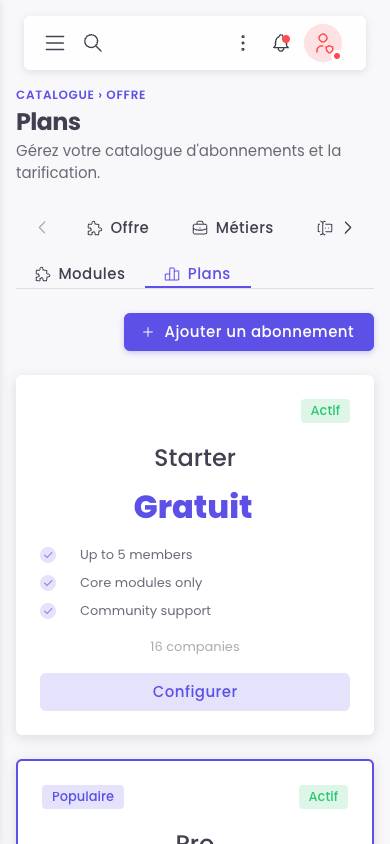 CATALOGUE › OFFRE
Plans
Gérez votre catalogue d'abonnements et la
tarification.
Offre
Métiers
Modules
Plans
+ Ajouter un abonnement
Actif
Starter
Gratuit
Up to 5 members
Core modules only
Community support
16 companies
Configurer
Populaire
Actif
Pro